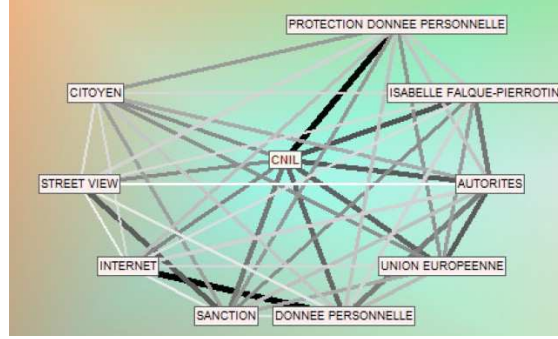 PROTECTION DONNEE PERSONNELLE
CITOYEN
ISABELLE FALQUE-PIERROTIN
CNIL
STREET VIEW
AUTORITES
INTERNET
UNION EUROPEENNE
SANCTION
DONNEE PERSONNELLE